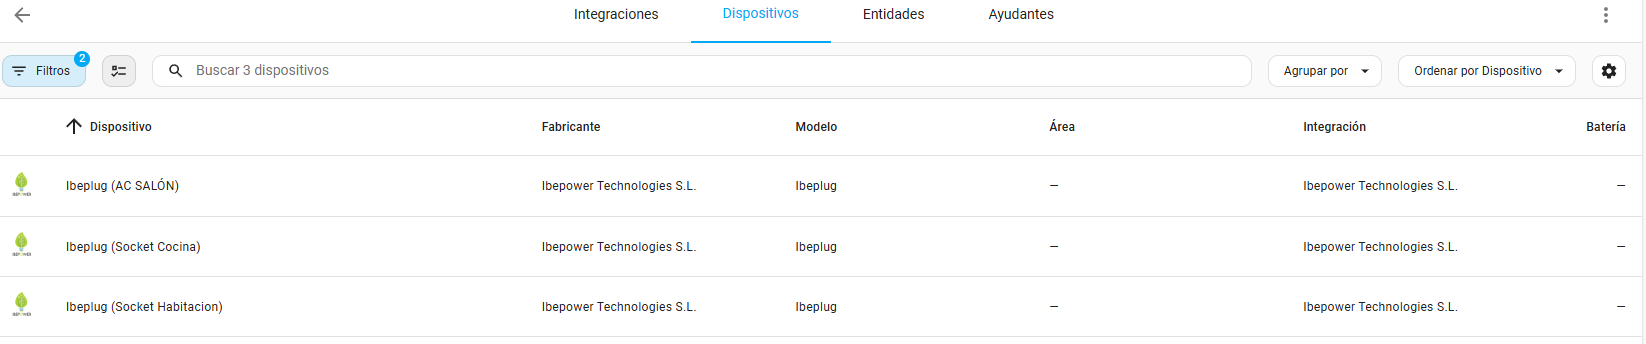 Integraciones Dispositivos Entidades Ayudantes
Filtros 2 Buscar 3 dispositivos Agrupar por Ordenar por Dispositivo
Dispositivo Fabricante Modelo Área Integración Batería
Ibeplug (AC SALÓN) Ibepower Technologies S.L. Ibeplug — Ibepower Technologies S.L. —
Ibeplug (Socket Cocina) Ibepower Technologies S.L. Ibeplug — Ibepower Technologies S.L. —
Ibeplug (Socket Habitacion) Ibepower Technologies S.L. Ibeplug — Ibepower Technologies S.L. —